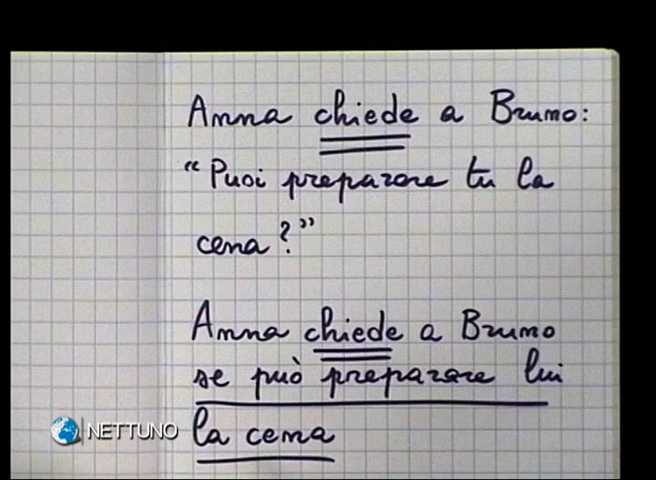 Anna chiede a Bruno:
“Puoi preparare tu la
cena?”
Anna chiede a Bruno
se può preparare lui
la cena
NETTUNO